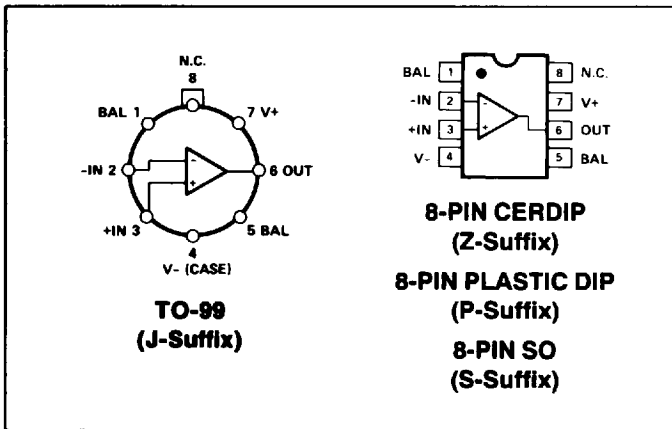 N.C.
8
BAL 1
7 V+
-IN 2
-
+
6 OUT
+IN 3
5 BAL
4
V- (CASE)
TO-99
(J-Suffix)
BAL 1 8 N.C.
-IN 2 - 7 V+
+IN 3 + 6 OUT
V- 4 5 BAL
8-PIN CERDIP
(Z-Suffix)
8-PIN PLASTIC DIP
(P-Suffix)
8-PIN SO
(S-Suffix)